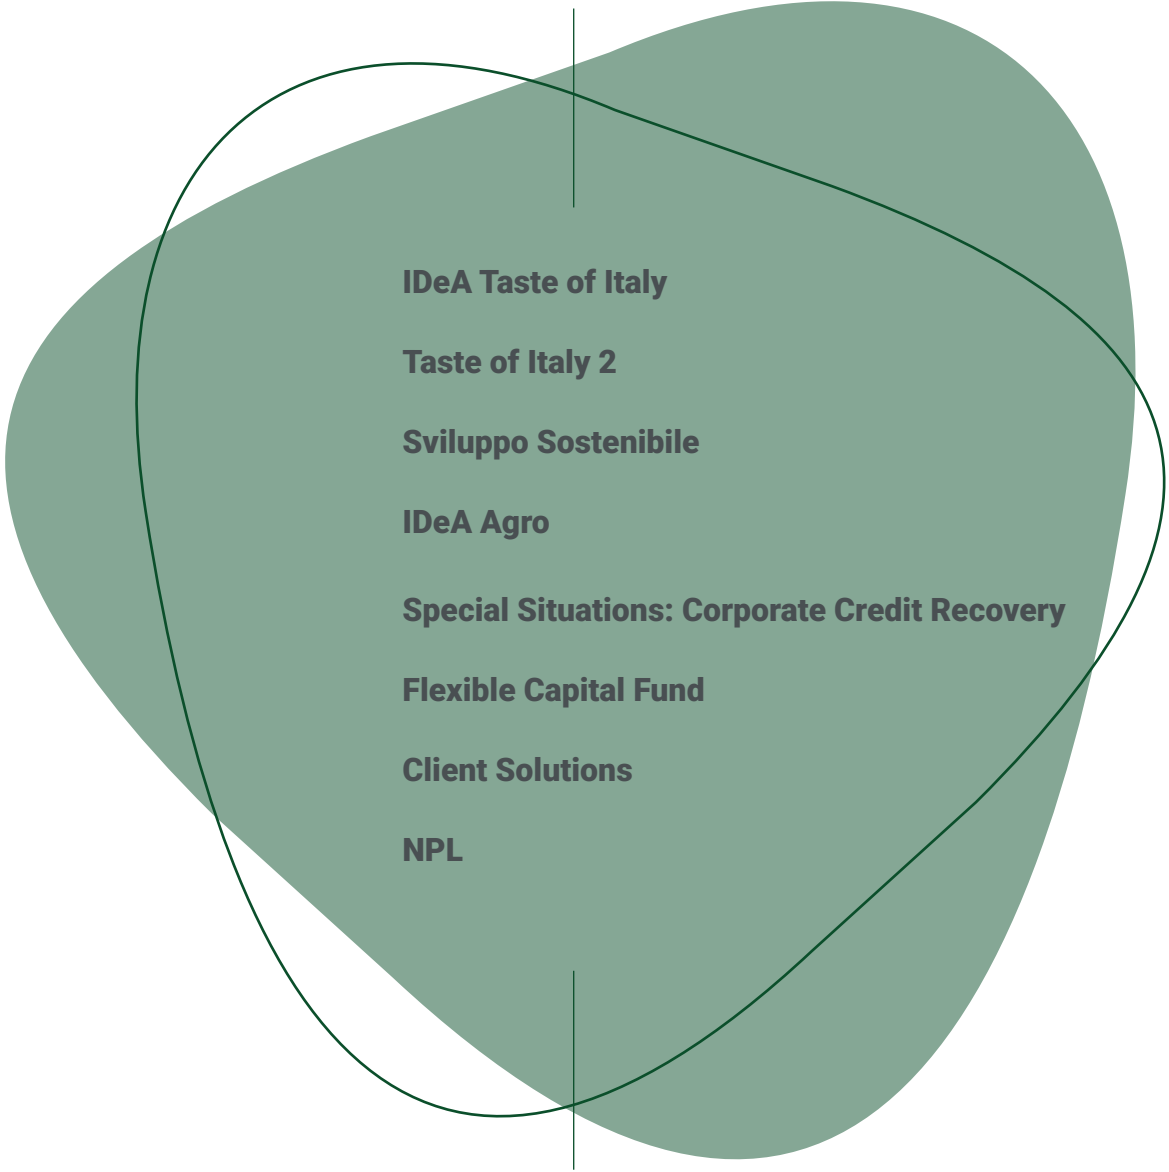 IDeA Taste of Italy
Taste of Italy 2
Sviluppo Sostenibile
IDeA Agro
Special Situations: Corporate Credit Recovery
Flexible Capital Fund
Client Solutions
NPL